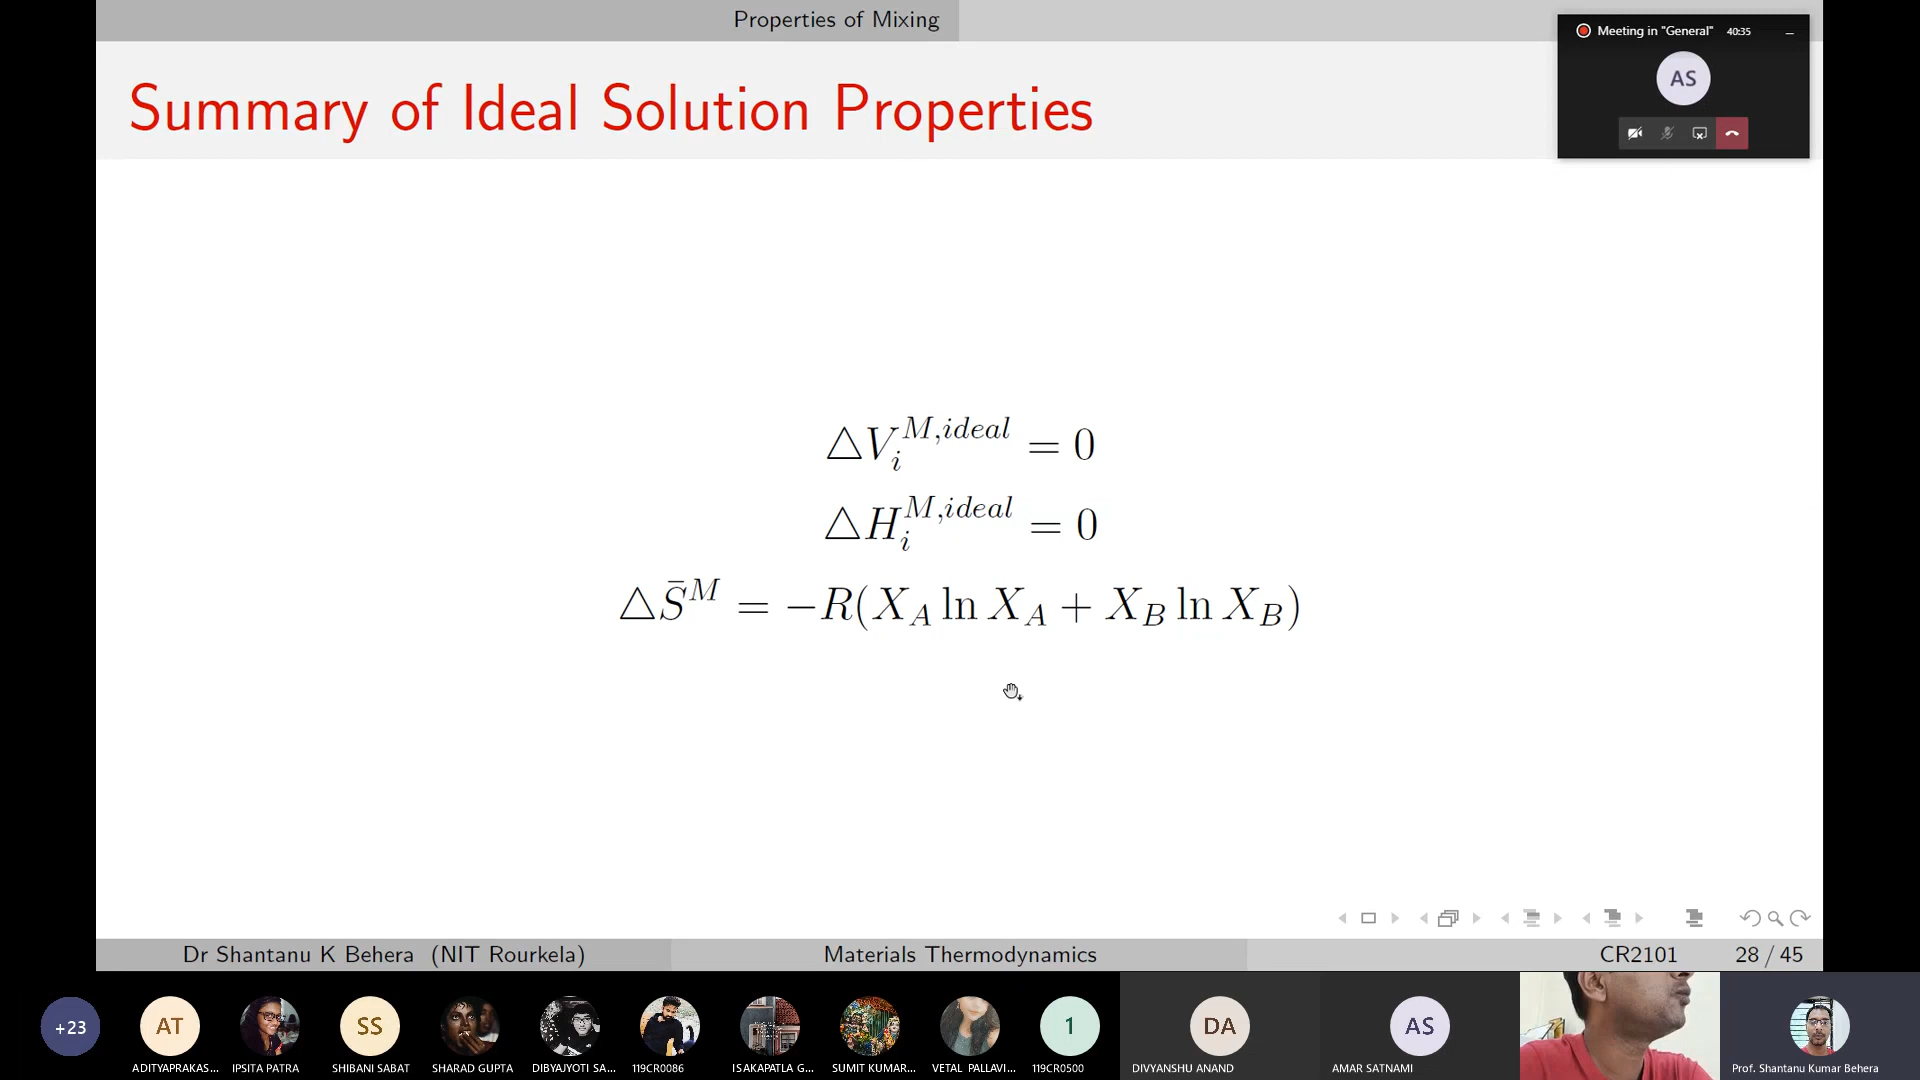 Properties of Mixing
Meeting in "General" 40:35
AS
Summary of Ideal Solution Properties
△V_i^{M,ideal} = 0
△H_i^{M,ideal} = 0
△S̄^M = −R(X_A ln X_A + X_B ln X_B)
Dr Shantanu K Behera (NIT Rourkela) Materials Thermodynamics CR2101 28 / 45
+23 AT SS 1 DA AS
ADITYAPRAKAS... IPSITA PATRA SHIBANI SABAT SHARAD GUPTA DIBYAJYOTI SA... 119CR0086 ISAKAPATLA G... SUMIT KUMAR... VETAL PALLAVI... 119CR0500 DIVYANSHU ANAND AMAR SATNAMI Prof. Shantanu Kumar Behera